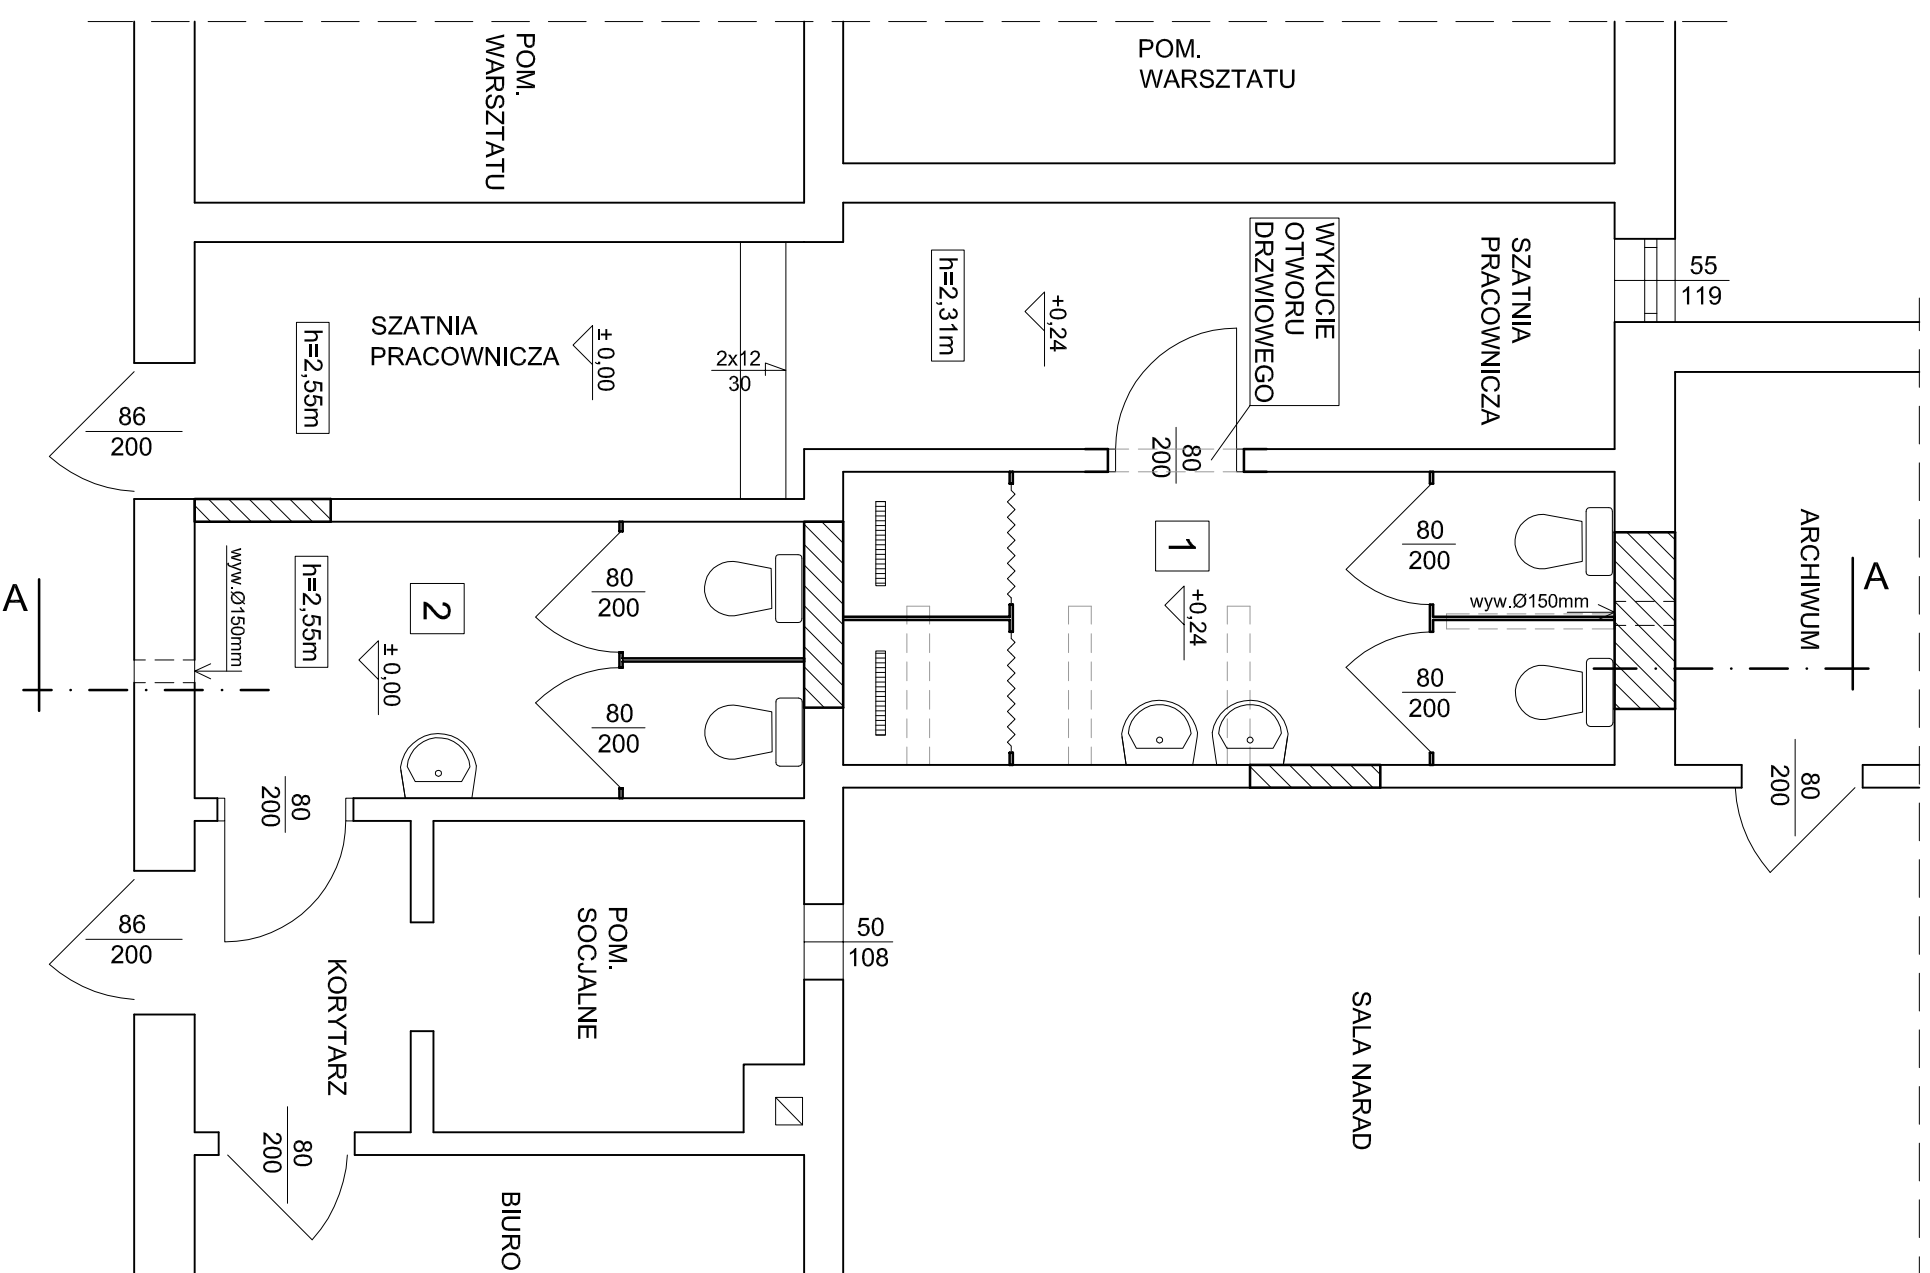 POM.
WARSZTATU
POM.
WARSZTATU
SZATNIA
PRACOWNICZA
h=2,55m
±0,00
2x12
30
h=2,31m
+0,24
WYKUCIE
OTWORU
DRZWIOWEGO
SZATNIA
PRACOWNICZA
55
119
86
200
80
200
1
+0,24
80
200
wyw.Ø150mm
80
200
ARCHIWUM
A
A
wyw.Ø150mm
h=2,55m
2
±0,00
80
200
80
200
80
200
80
200
86
200
KORYTARZ
POM.
SOCJALNE
50
108
SALA NARAD
80
200
BIURO